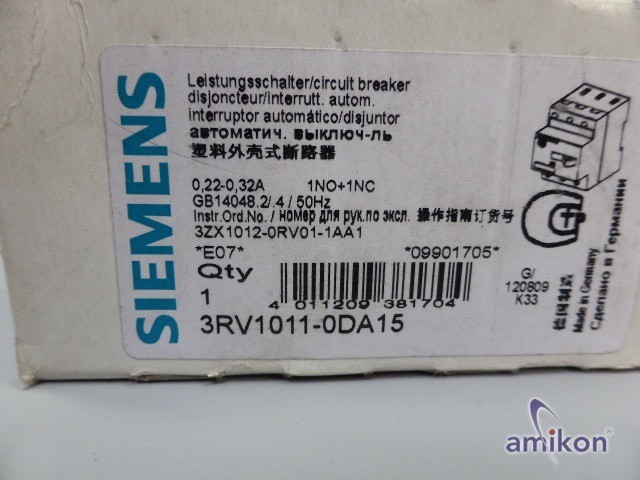 SIEMENS
Leistungsschalter/circuit breaker
disjoncteur/interrutt. autom.
interruptor automático/disjuntor
автоматич. выключ-ль
塑料外壳式断路器
0,22-0,32A 1NO+1NC
GB14048.2/.4 / 50Hz
Instr.Ord.No. / номер для рук.по эксл. 操作指南订货号
3ZX1012-0RV01-1AA1
*E07* *09901705*
Qty
1
4 011209 381704
3RV1011-0DA15
G/
120809
K33
德国制造
Made in Germany
Сделано в Германии
amikon